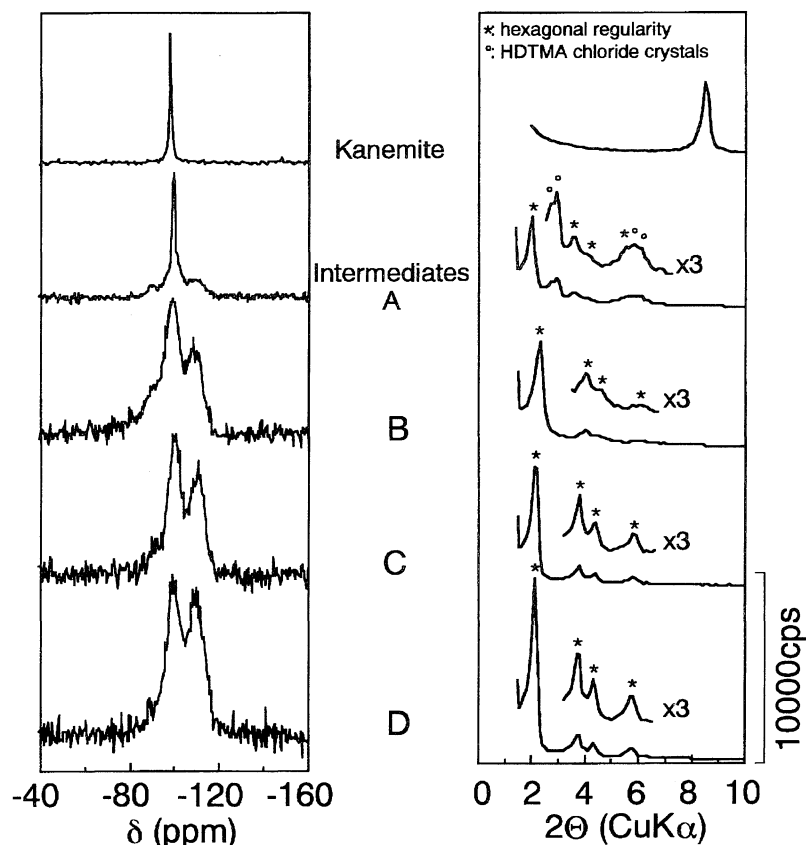 *: hexagonal regularity
°: HDTMA chloride crystals
Kanemite
Intermediates
A
B
C
D
* ° ° * * * ° ° x3
* * * * x3
* * * * x3
* * * * x3
10000cps
-40 -80 -120 -160
δ (ppm)
0 2 4 6 8 10
2Θ (CuKα)